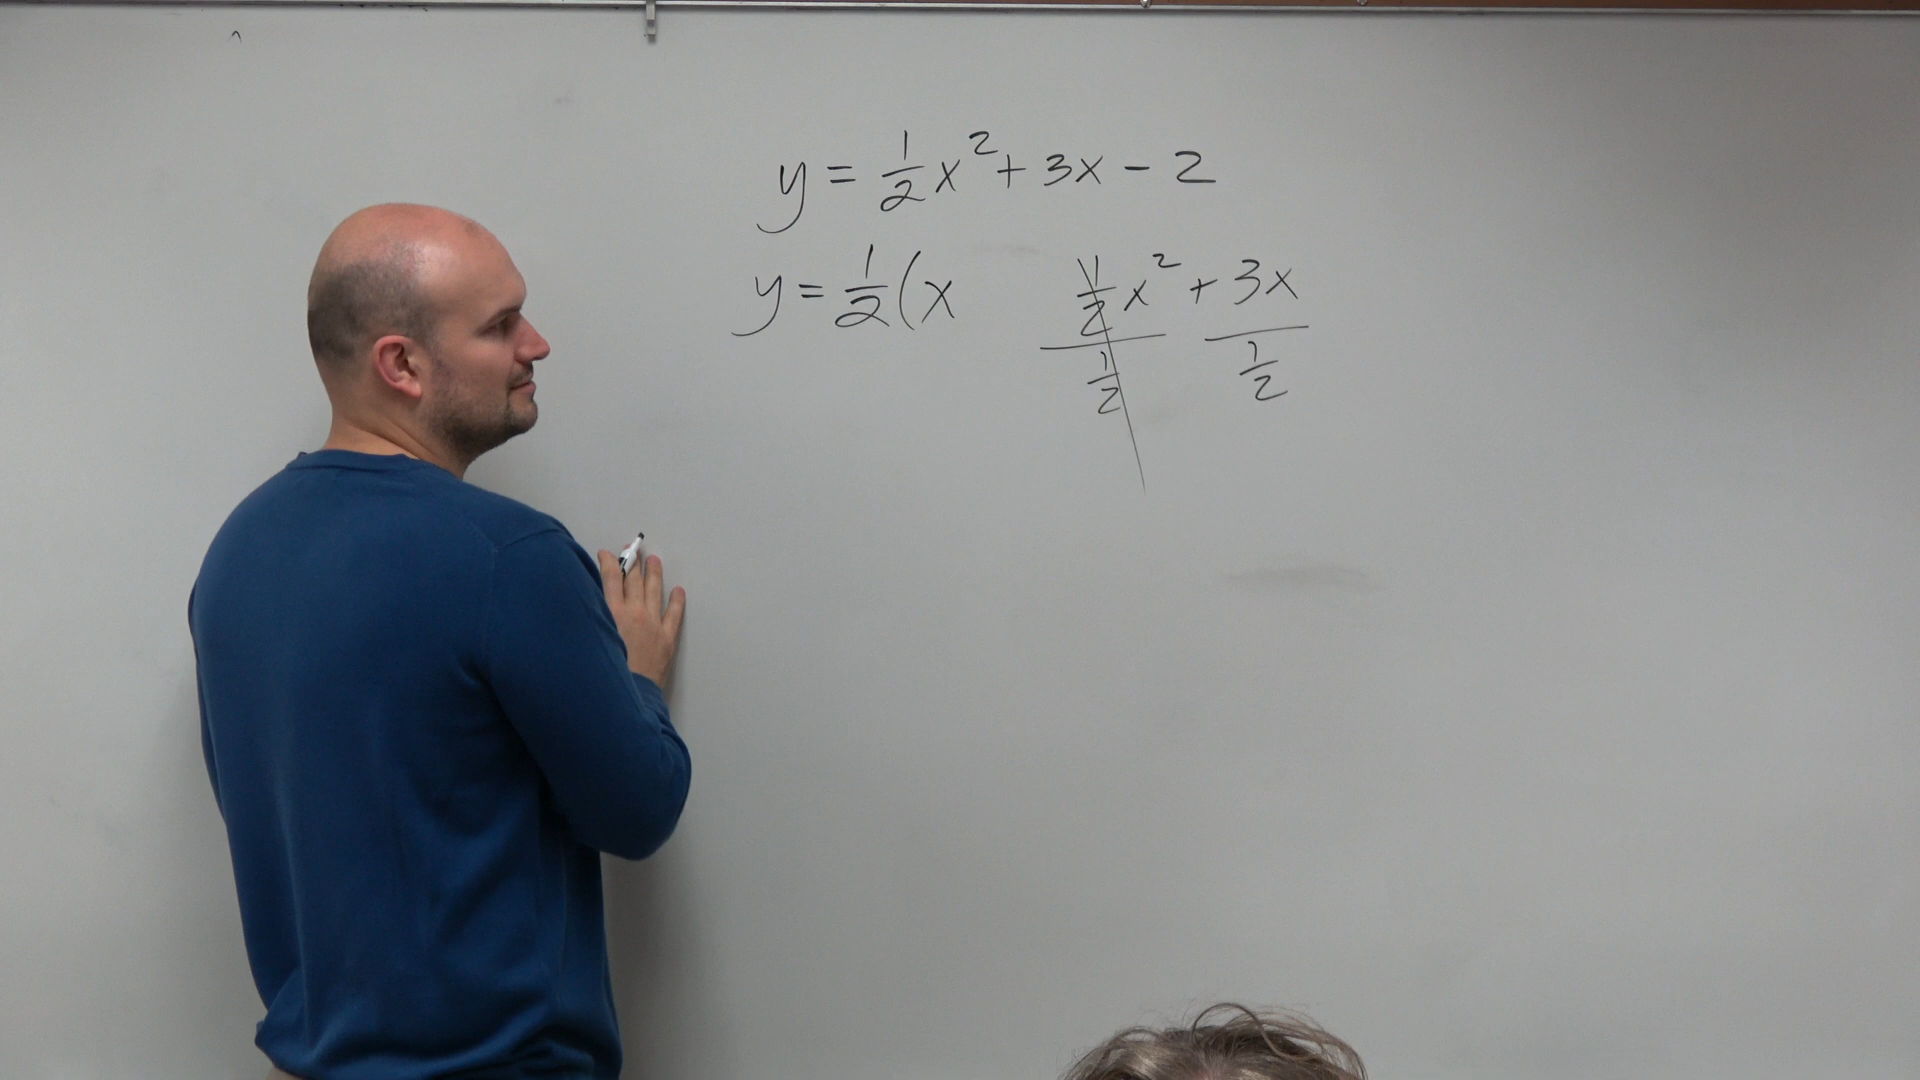 y = 1/2 x² + 3x - 2
y = 1/2 (x
1/2 x² + 3x
1/2 1/2